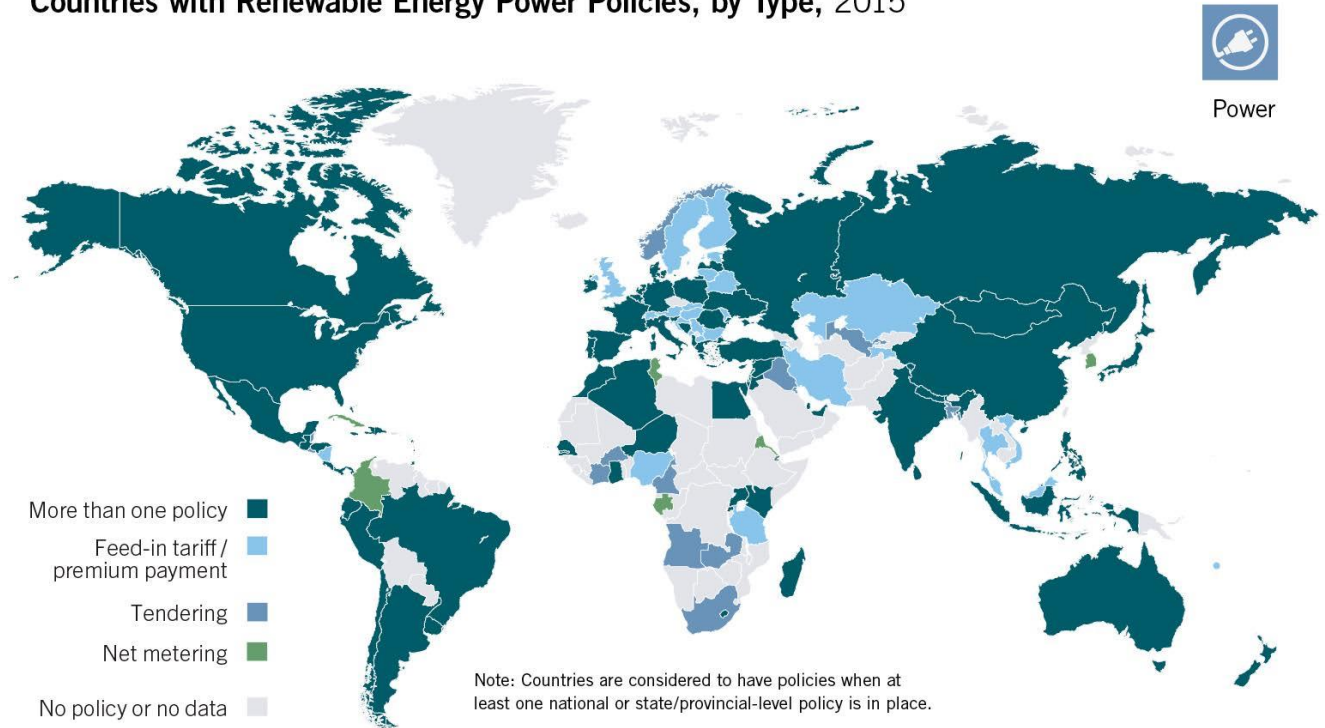 Countries with Renewable Energy Power Policies, by Type, 2015
Power
More than one policy
Feed-in tariff /
premium payment
Tendering
Net metering
No policy or no data
Note: Countries are considered to have policies when at
least one national or state/provincial-level policy is in place.